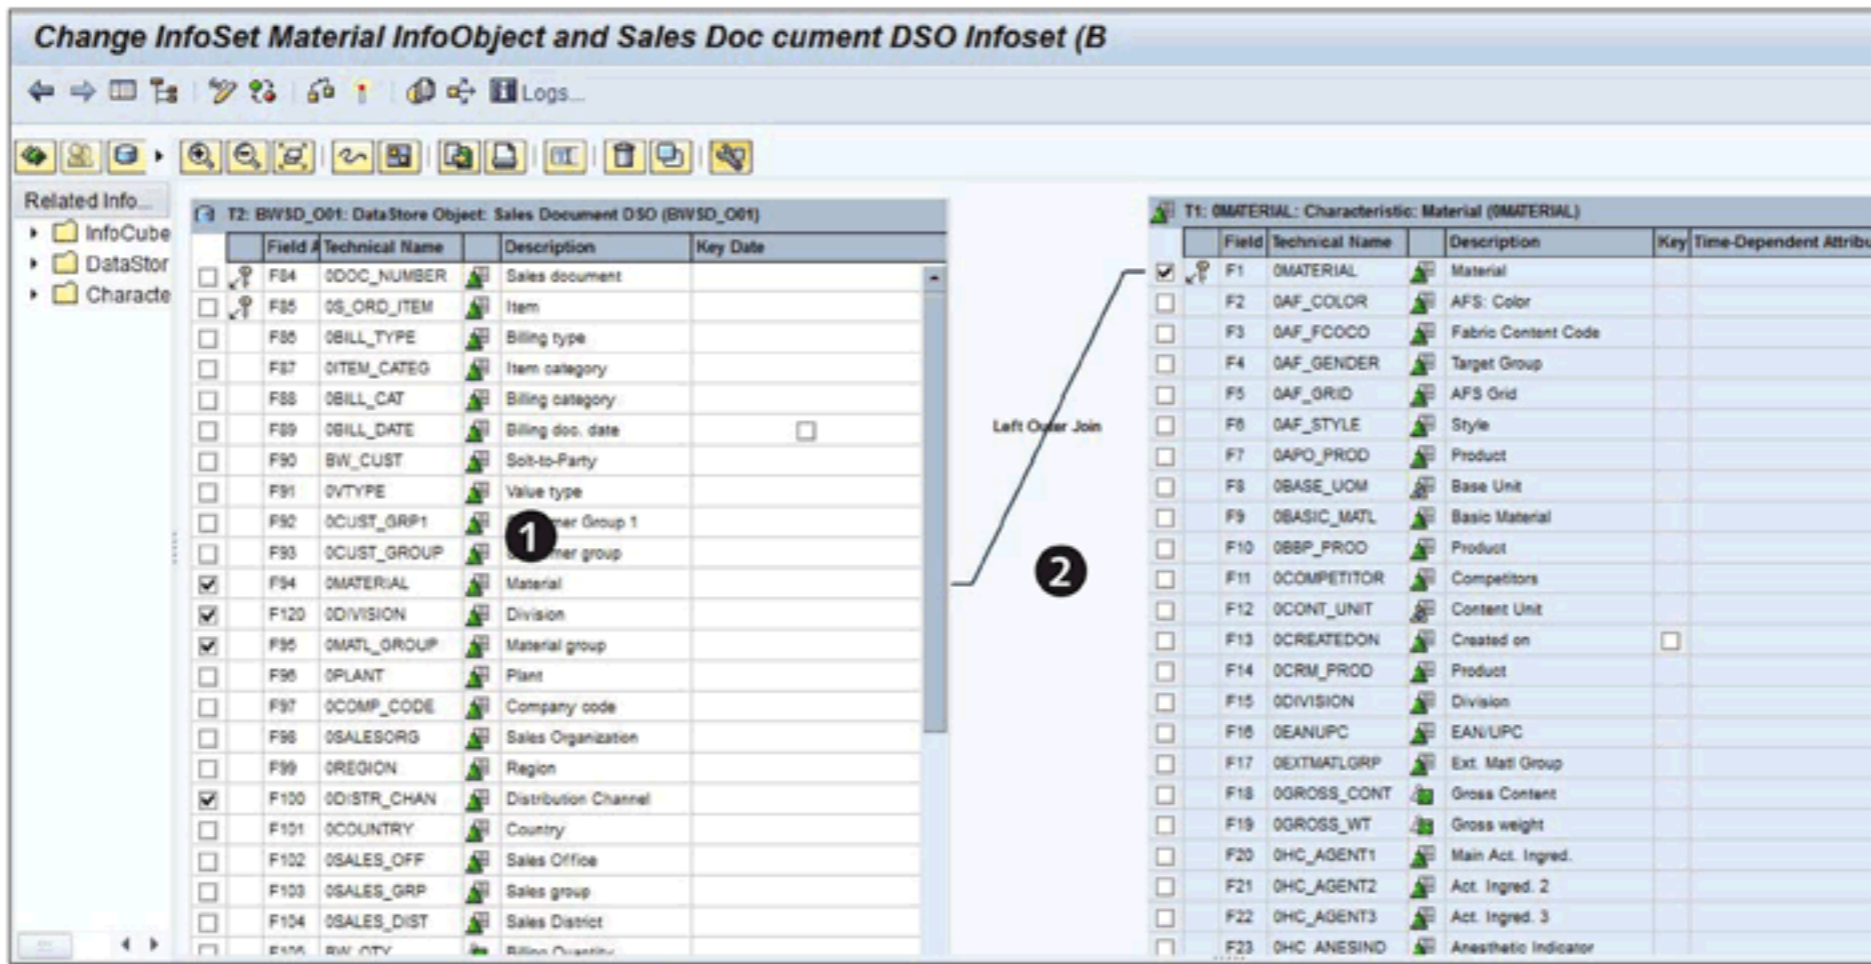 Change InfoSet Material InfoObject and Sales Doc cument DSO Infoset (B
Logs...
Related Info...
InfoCube
DataStor
Characte
T2: BWSD_O01: DataStore Object: Sales Document DSO (BWSD_O01)
Field A Technical Name Description Key Date
F84 0DOC_NUMBER Sales document
F85 0S_ORD_ITEM Item
F86 0BILL_TYPE Billing type
F87 0ITEM_CATEG Item category
F88 0BILL_CAT Billing category
F89 0BILL_DATE Billing doc. date
F90 BW_CUST Solt-to-Party
F91 0VTYPE Value type
F92 0CUST_GRP1 mer Group 1
F93 0CUST_GROUP mer group
1
F94 0MATERIAL Material
F120 0DIVISION Division
F95 0MATL_GROUP Material group
F96 0PLANT Plant
F97 0COMP_CODE Company code
F98 0SALESORG Sales Organization
F99 0REGION Region
F100 0DISTR_CHAN Distribution Channel
F101 0COUNTRY Country
F102 0SALES_OFF Sales Office
F103 0SALES_GRP Sales group
F104 0SALES_DIST Sales District
F105 BW_QTY Billing Quantity
Left Outer Join
2
T1: 0MATERIAL: Characteristic: Material (0MATERIAL)
Field Technical Name Description Key Time-Dependent Attribu
F1 0MATERIAL Material
F2 0AF_COLOR AFS: Color
F3 0AF_FCOCO Fabric Content Code
F4 0AF_GENDER Target Group
F5 0AF_GRID AFS Grid
F6 0AF_STYLE Style
F7 0APO_PROD Product
F8 0BASE_UOM Base Unit
F9 0BASIC_MATL Basic Material
F10 0BBP_PROD Product
F11 0COMPETITOR Competitors
F12 0CONT_UNIT Content Unit
F13 0CREATEDON Created on
F14 0CRM_PROD Product
F15 0DIVISION Division
F16 0EANUPC EAN/UPC
F17 0EXTMATLGRP Ext. Matl Group
F18 0GROSS_CONT Gross Content
F19 0GROSS_WT Gross weight
F20 0HC_AGENT1 Main Act. Ingred.
F21 0HC_AGENT2 Act. Ingred. 2
F22 0HC_AGENT3 Act. Ingred. 3
F23 0HC_ANESIND Anesthetic Indicator